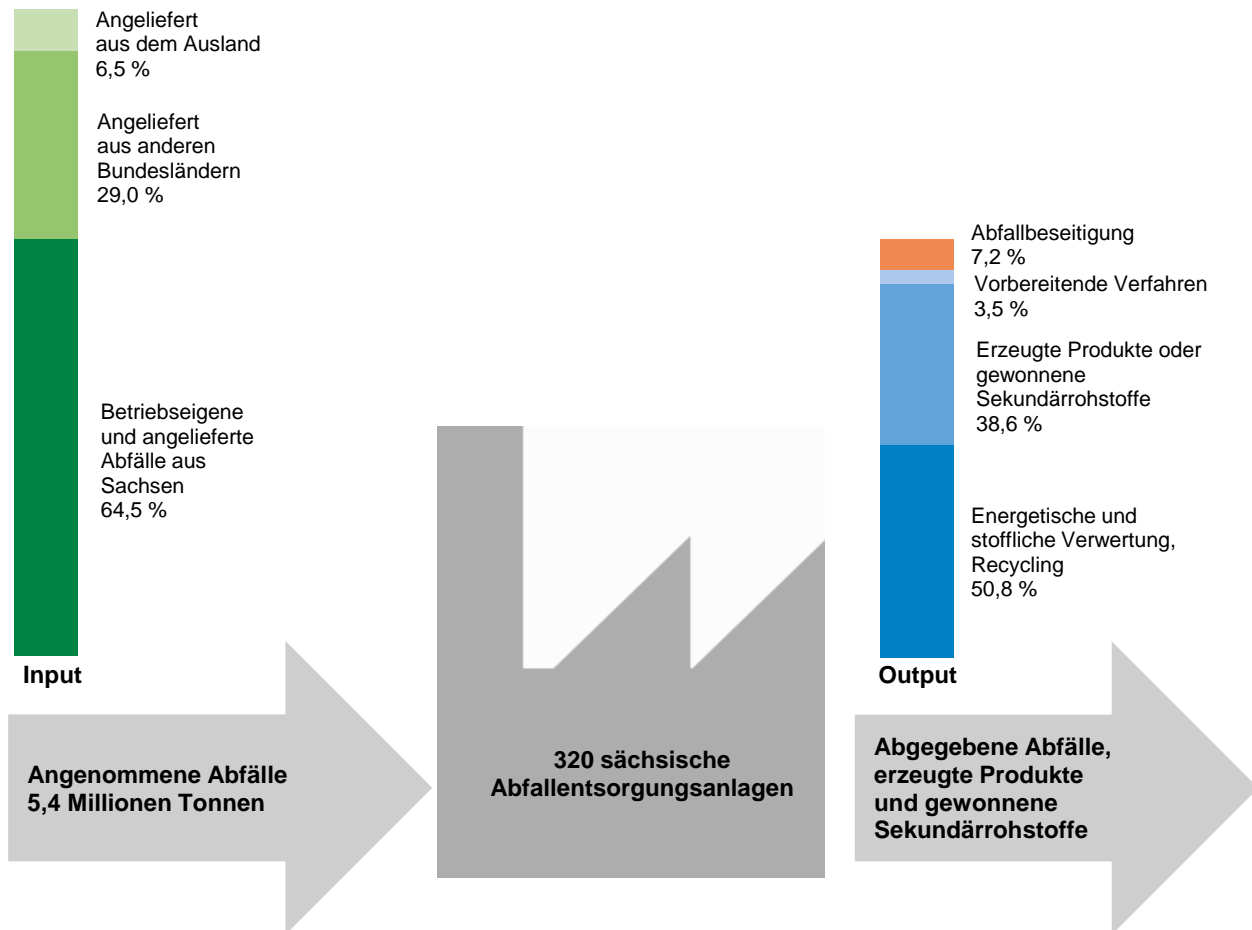 Angeliefert
aus dem Ausland
6,5 %
Angeliefert
aus anderen
Bundesländern
29,0 %
Betriebseigene
und angelieferte
Abfälle aus
Sachsen
64,5 %
Input
Angenommene Abfälle
5,4 Millionen Tonnen
320 sächsische
Abfallentsorgungsanlagen
Abfallbeseitigung
7,2 %
Vorbereitende Verfahren
3,5 %
Erzeugte Produkte oder
gewonnene
Sekundärrohstoffe
38,6 %
Energetische und
stoffliche Verwertung,
Recycling
50,8 %
Output
Abgegebene Abfälle,
erzeugte Produkte
und gewonnene
Sekundärrohstoffe